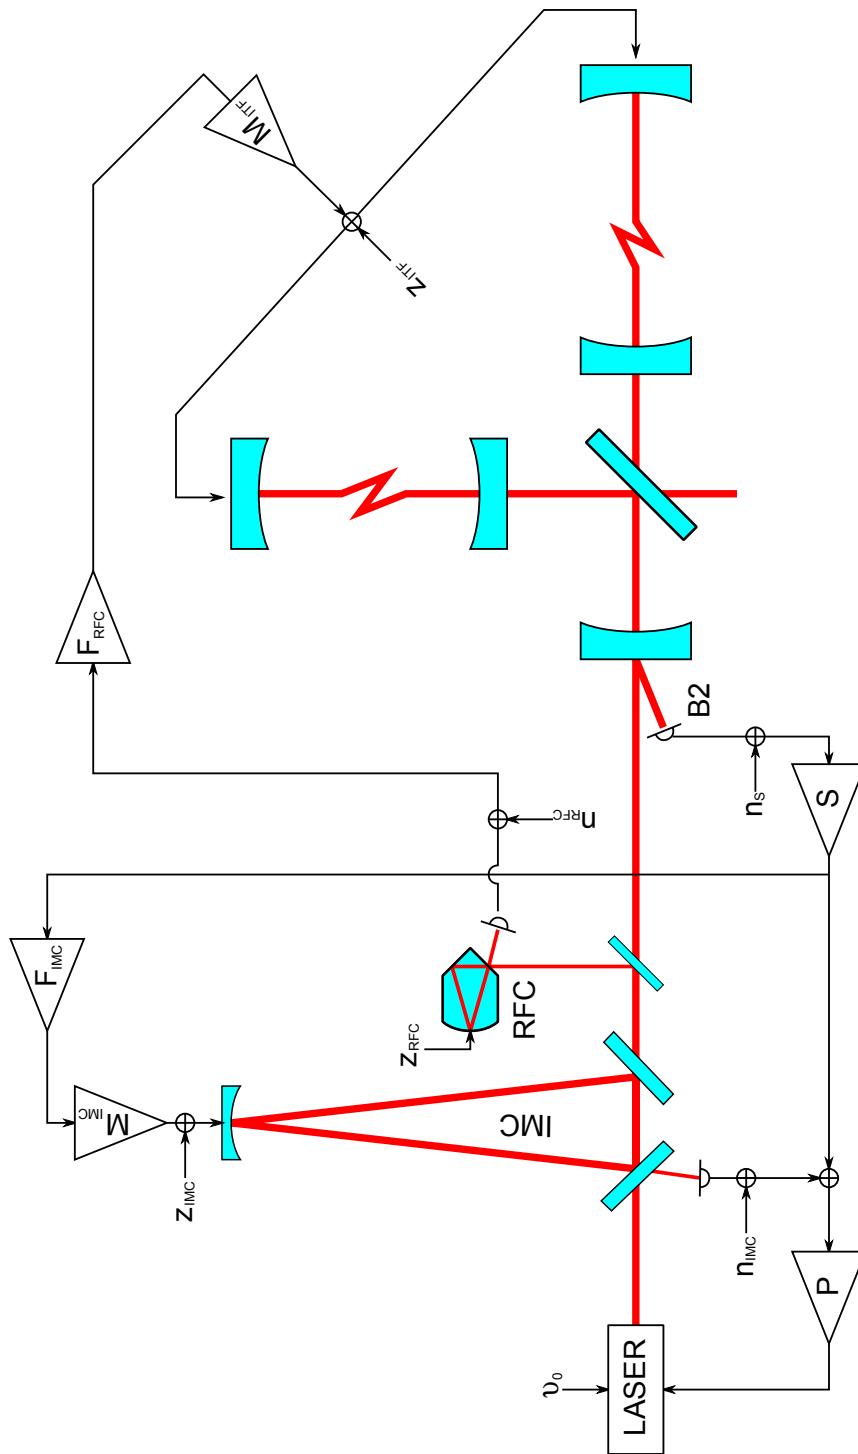 M_ITF
z_ITF
F_RFC
B2
n_S
S
n_RFC
F_IMC
RFC
z_RFC
M_IMC
IMC
z_IMC
n_IMC
P
υ₀
LASER